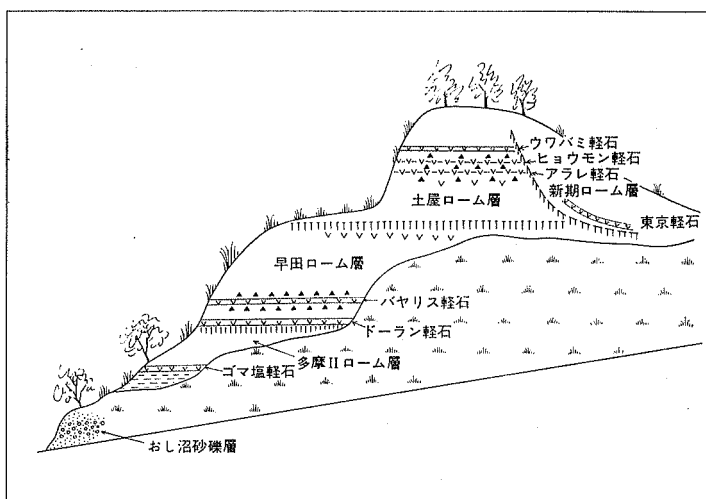 ウワバミ軽石
ヒョウモン軽石
アラレ軽石
新期ローム層
土屋ローム層
東京軽石
早田ローム層
バヤリス軽石
ドーラン軽石
多摩IIローム層
ゴマ塩軽石
おし沼砂礫層